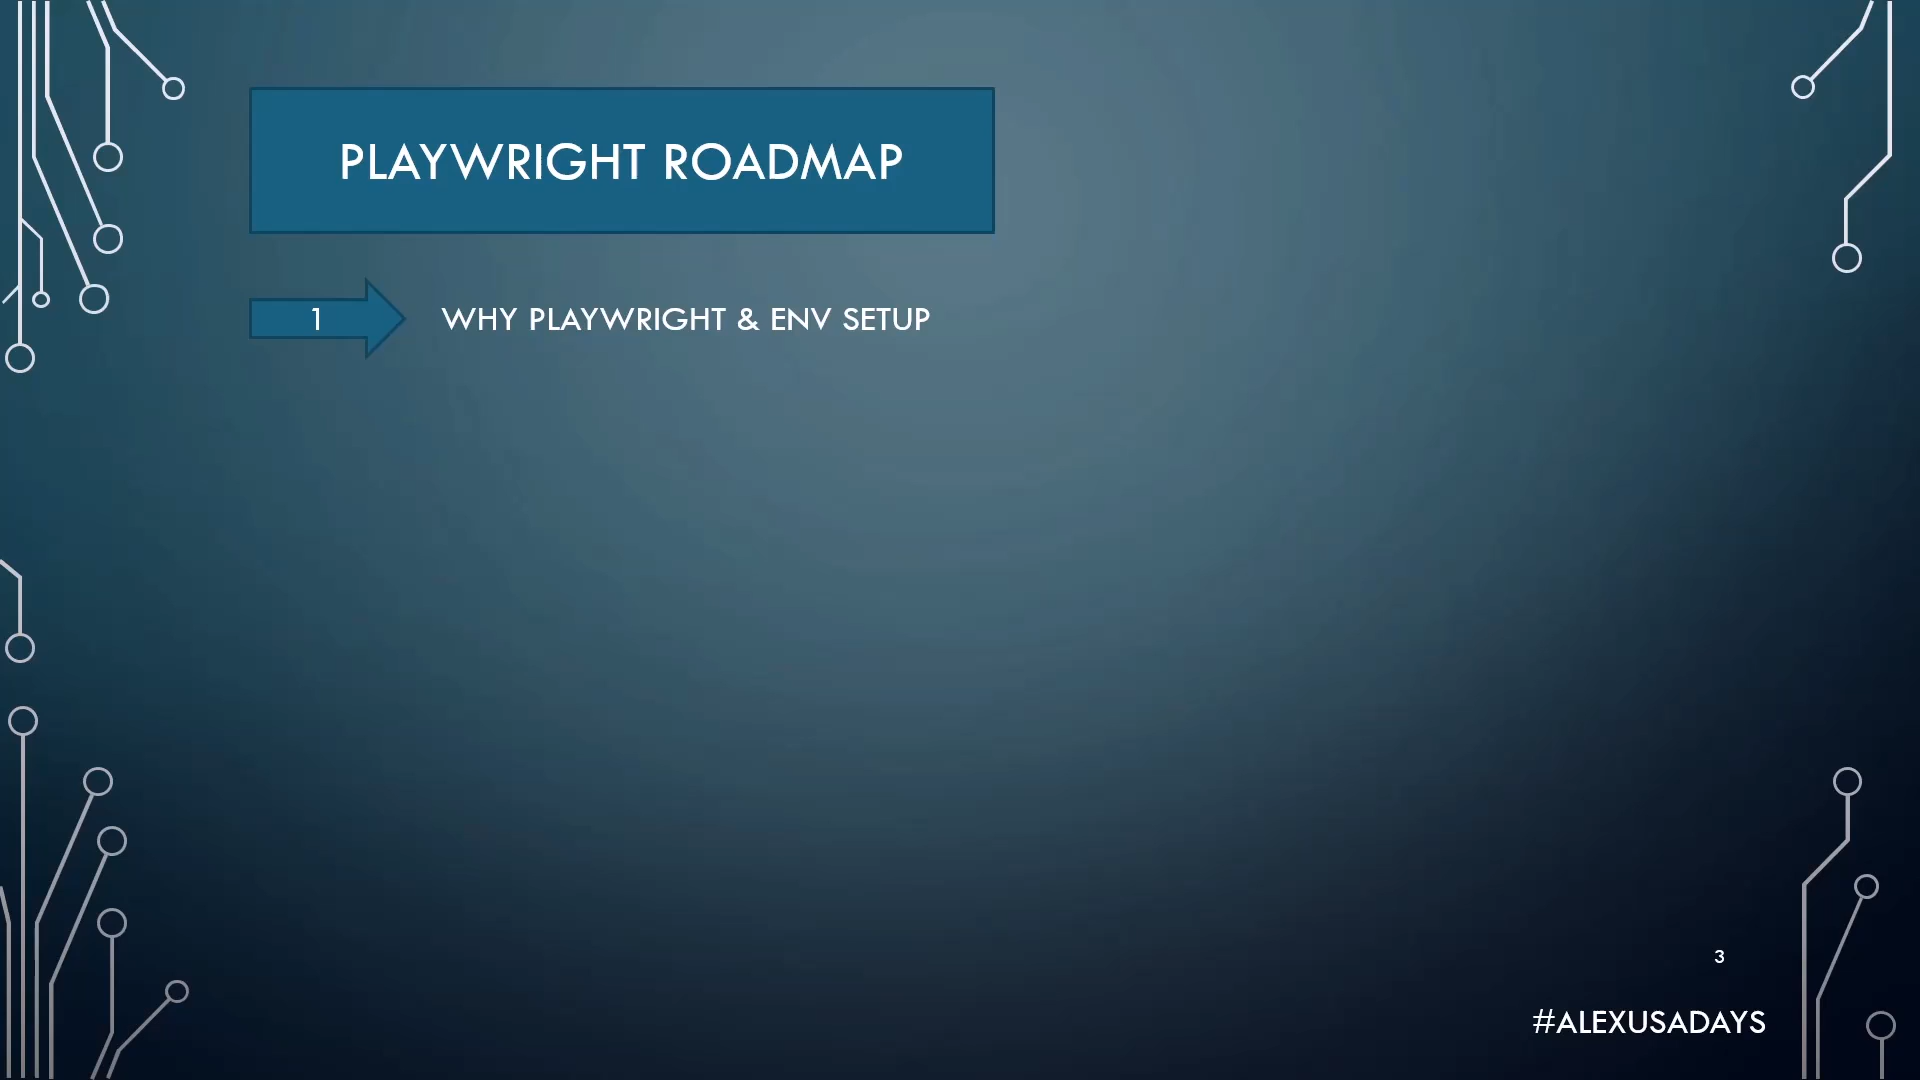 PLAYWRIGHT ROADMAP
1
WHY PLAYWRIGHT & ENV SETUP
3
#ALEXUSADAYS